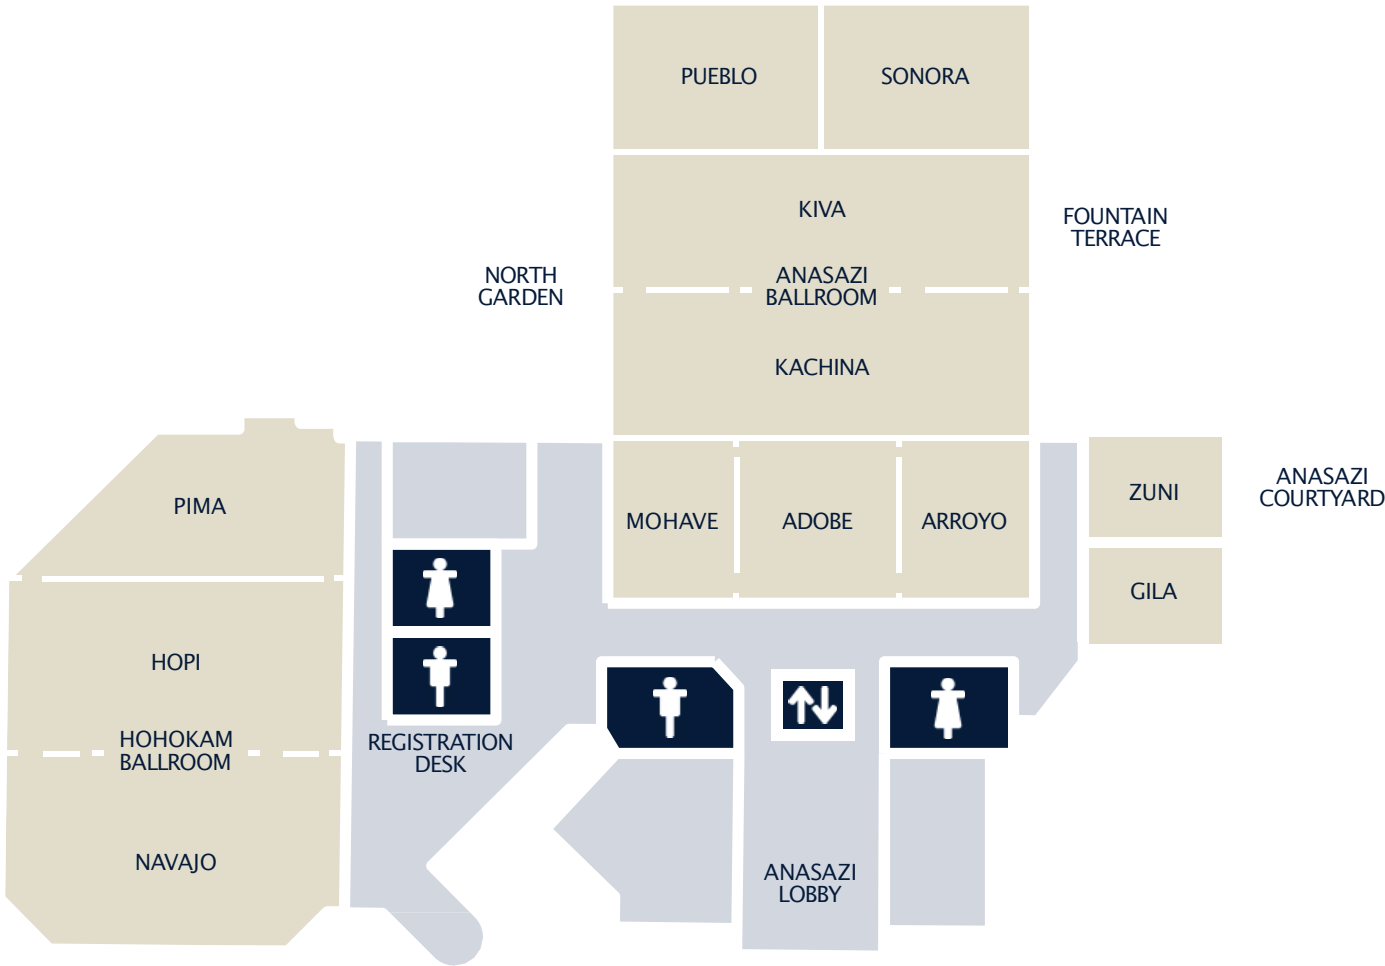 PUEBLO
SONORA
KIVA
FOUNTAIN
TERRACE
NORTH
GARDEN
ANASAZI
BALLROOM
KACHINA
PIMA
MOHAVE
ADOBE
ARROYO
ZUNI
ANASAZI
COURTYARD
GILA
HOPI
HOHOKAM
BALLROOM
REGISTRATION
DESK
NAVAJO
ANASAZI
LOBBY